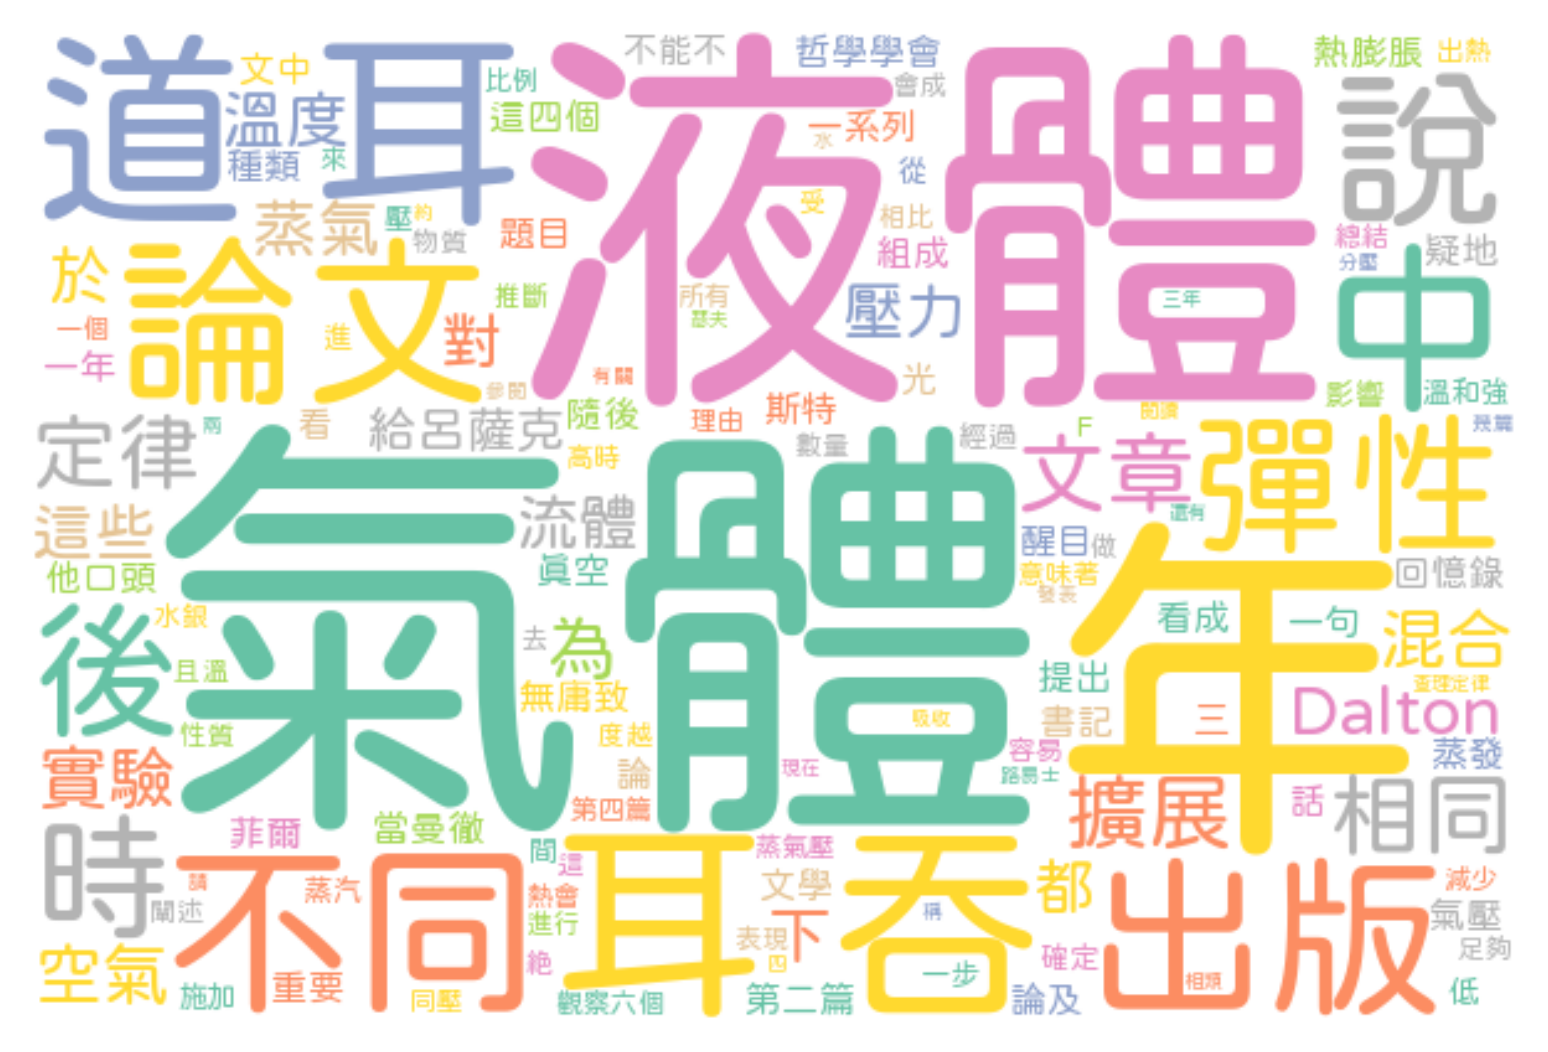 道耳
液體
說
文中
溫度
種類
來
比例
這四個
不能不
哲學學會
會成
一系列
水
從
受
相比
組成
熱膨脹
出熱
總結
分壓
疑地
蒸氣
壓
約
物質
題目
於
論文
一個
一年
進
對
推斷
所有
瑟夫
壓力
三年
中
有關
參閱
光
影響
溫和強
定律
兩
看
給呂薩克
隨後
理由
斯特
閱讀
幾篇
高時
數量
經過
F
文章
彈性
還有
這些
他口頭
氣體
流體
真空
醒目
做
意味著
發表
年
回憶錄
後
水銀
且溫
性質
去
為
無庸致
度越
吸收
看成
一句
混合
提出
書記
三
查理定律
Dalton
實驗
論
現在
容易
路易士
蒸發
第四篇
擴展
話
相同
菲爾
當曼徹
間
這
蒸氣壓
時
闡述
不同
請
蒸汽
熱會
進行
耳吞
文學
稱
都
出版
減少
氣壓
足夠
下
表現
四
絕
一步
確定
相類
空氣
施加
重要
同壓
觀察六個
第二篇
論及
低